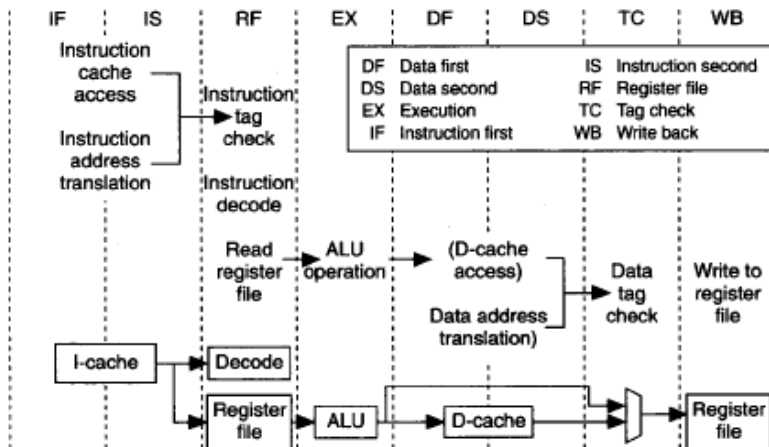 IF IS RF EX DF DS TC WB
Instruction
cache
access
Instruction
address
translation
Instruction
tag
check
Instruction
decode
DF Data first IS Instruction second
DS Data second RF Register file
EX Execution TC Tag check
IF Instruction first WB Write back
Read
register
file
ALU
operation
(D-cache
access)
Data address
translation)
Data
tag
check
Write to
register
file
I-cache
Decode
Register
file
ALU
D-cache
Register
file